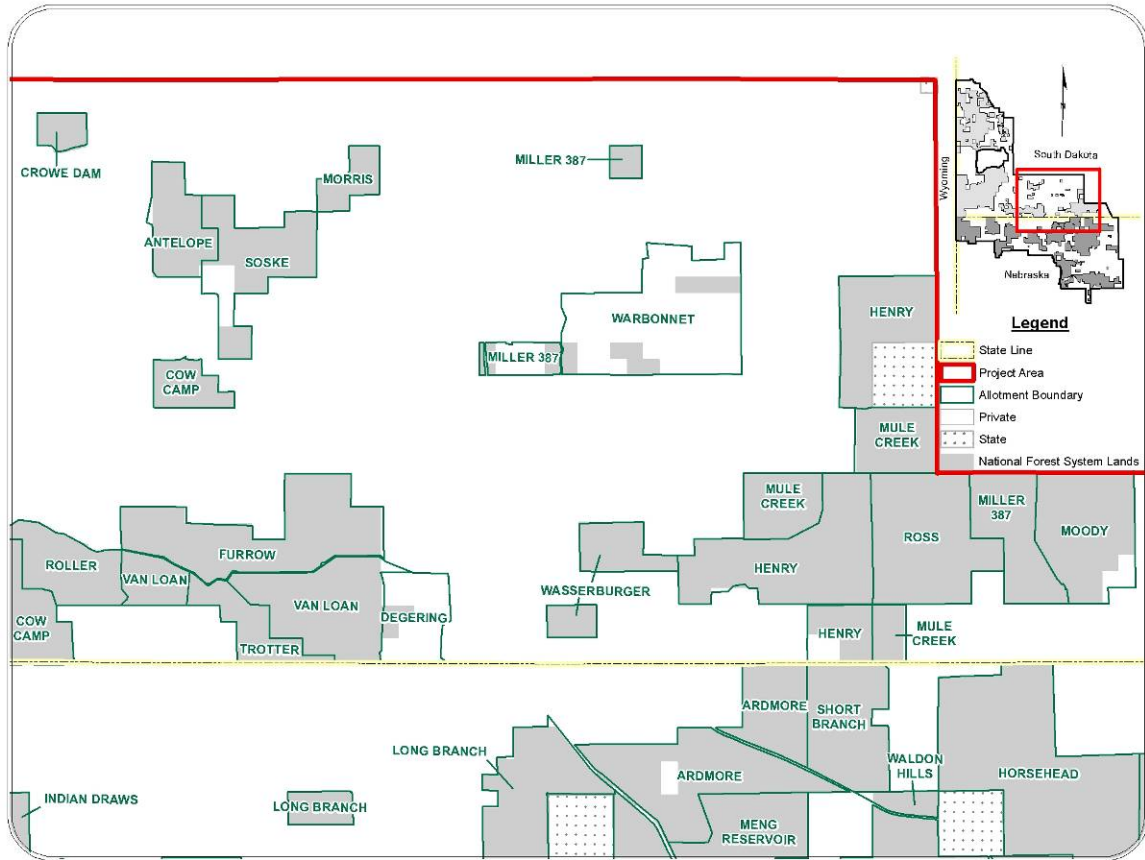 CROWE DAM
MORRIS
ANTELOPE
SOSKE
MILLER 387
WARBONNET
MILLER 387
COW
CAMP
HENRY
MULE
CREEK
Wyoming
South Dakota
Nebraska
Legend
State Line
Project Area
Allotment Boundary
Private
State
National Forest System Lands
ROLLER
VAN LOAN
FURROW
VAN LOAN
COW
CAMP
TROTTER
DEGERING
WASSERBURGER
MULE
CREEK
HENRY
ROSS
MILLER
387
MOODY
HENRY
MULE
CREEK
ARDMORE
SHORT
BRANCH
LONG BRANCH
ARDMORE
WALDON
HILLS
HORSEHEAD
INDIAN DRAWS
LONG BRANCH
MENG
RESERVOIR